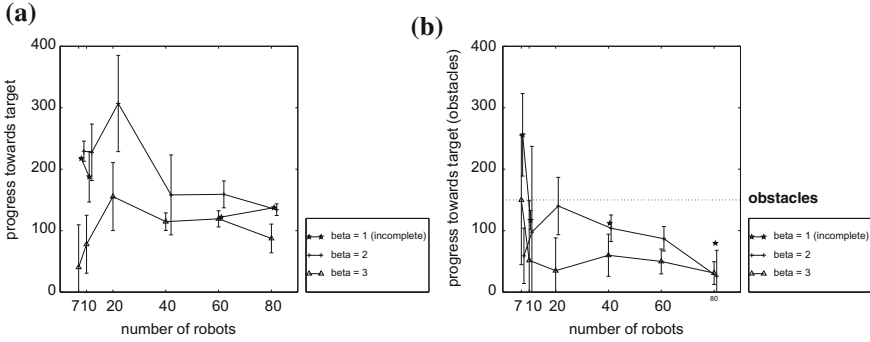 (a)
400
300
200
100
0
progress towards target
7 10 20 40 60 80
number of robots
beta = 1 (incomplete)
beta = 2
beta = 3
(b)
400
300
200
100
0
progress towards target (obstacles)
7 10 20 40 60 80
80
number of robots
obstacles
beta = 1 (incomplete)
beta = 2
beta = 3